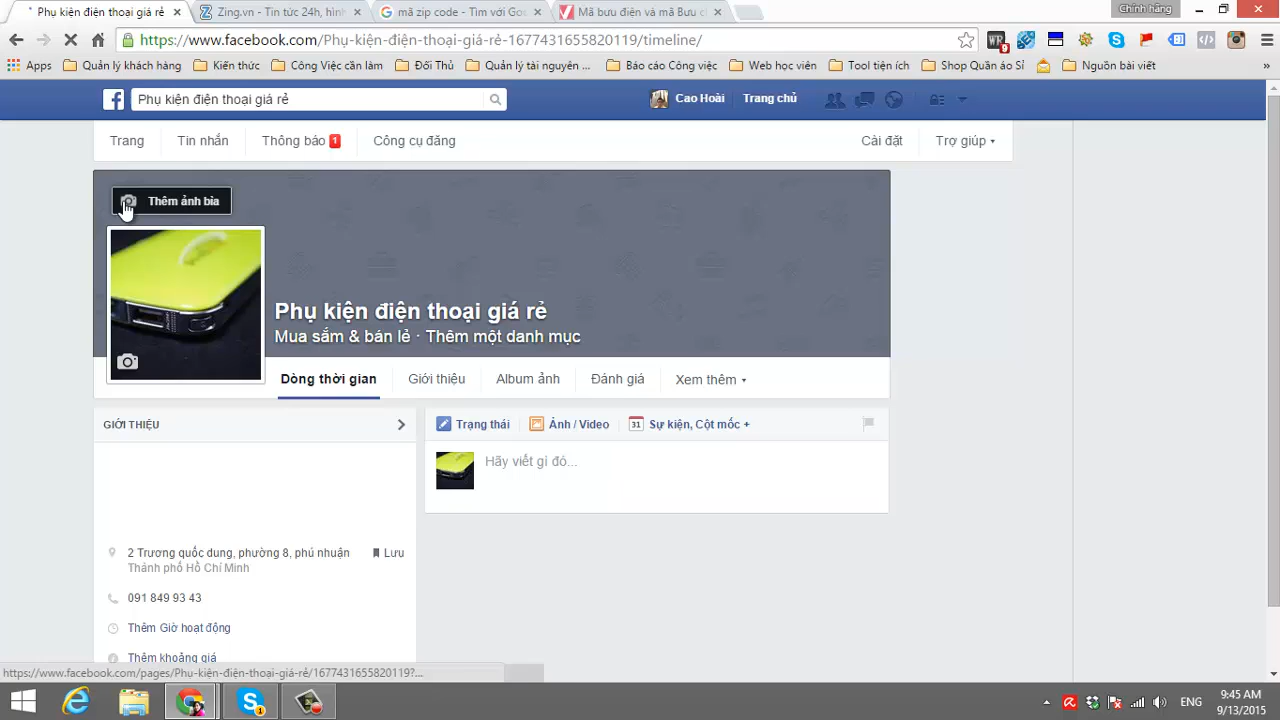 Phụ kiện điện thoại giá rẻ
Zing.vn - Tin tức 24h, hình
mã zip code - Tìm với Goo
Mã bưu điện và mã Bưu c
Chính hãng
https://www.facebook.com/Phụ-kiện-điện-thoại-giá-rẻ-1677431655820119/timeline/
WR
9
Apps
Quản lý khách hàng
Kiến thức
Công Việc cần làm
Đối Thủ
Quản lý tài nguyên ...
Báo cáo Công việc
Web học viên
Tool tiện ích
Shop Quần áo Sỉ
Nguồn bài viết
»
Phụ kiện điện thoại giá rẻ
Cao Hoài
Trang chủ
Trang
Tin nhắn
Thông báo 1
Công cụ đăng
Cài đặt
Trợ giúp
Thêm ảnh bìa
Phụ kiện điện thoại giá rẻ
Mua sắm & bán lẻ · Thêm một danh mục
Dòng thời gian
Giới thiệu
Album ảnh
Đánh giá
Xem thêm
GIỚI THIỆU
Trạng thái
Ảnh / Video
31
Sự kiện, Cột mốc +
Hãy viết gì đó...
2 Trương quốc dung, phường 8, phú nhuận
Lưu
Thành phố Hồ Chí Minh
091 849 93 43
Thêm Giờ hoạt động
Thêm khoảng giá
https://www.facebook.com/pages/Phụ-kiện-điện-thoại-giá-rẻ/1677431655820119?...
ENG
9:45 AM
9/13/2015